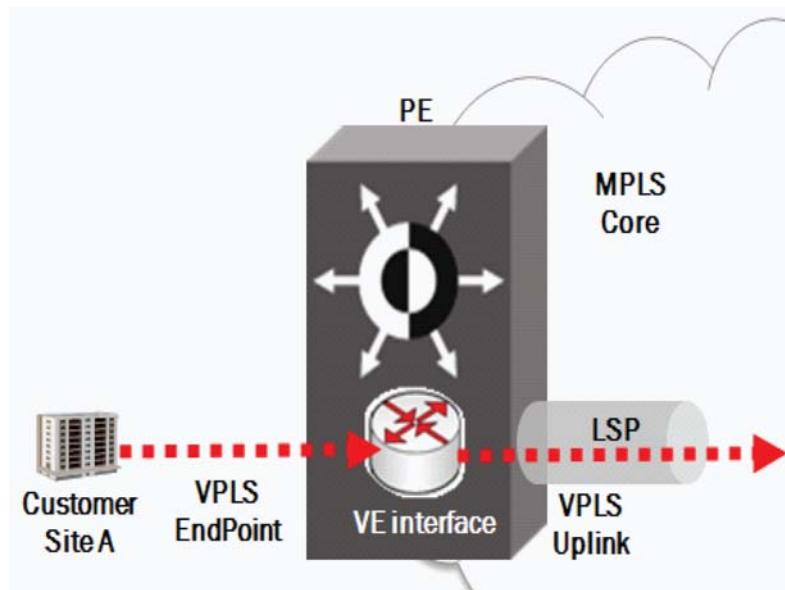 PE
MPLS
Core
LSP
Customer
Site A
VPLS
EndPoint
VE interface
VPLS
Uplink